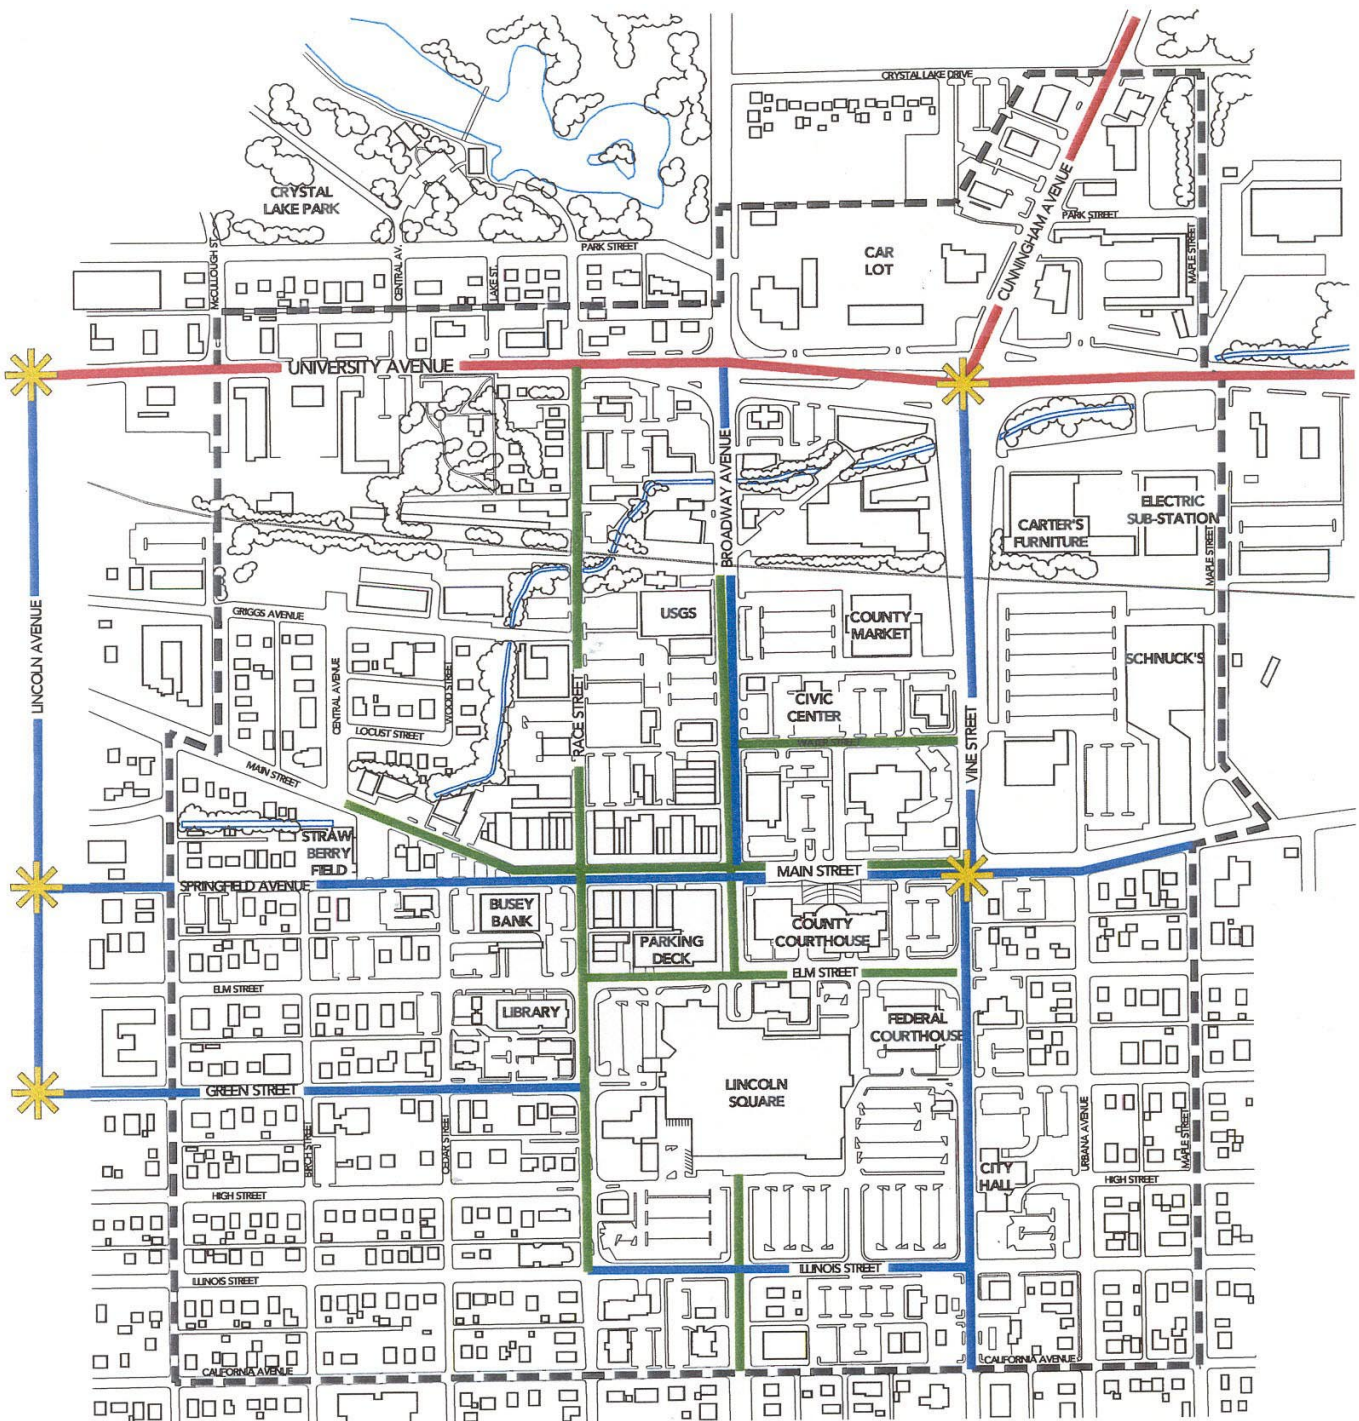 CRYSTAL LAKE DRIVE
CRYSTAL
LAKE PARK
McCULLOUGH ST.
CENTRAL AV.
LAKE ST.
PARK STREET
CAR
LOT
CUNNINGHAM AVENUE
PARK STREET
MAPLE STREET
UNIVERSITY AVENUE
BROADWAY AVENUE
CARTER'S
FURNITURE
ELECTRIC
SUB-STATION
MAPLE STREET
LINCOLN AVENUE
GRIGGS AVENUE
CENTRAL AVENUE
WOOD STREET
LOCUST STREET
RACE STREET
USGS
COUNTY
MARKET
SCHNUCK'S
CIVIC
CENTER
WATER STREET
VINE STREET
MAIN STREET
STRAW
BERRY
FIELD
SPRINGFIELD AVENUE
MAIN STREET
BUSEY
BANK
PARKING
DECK
COUNTY
COURTHOUSE
ELM STREET
ELM STREET
LIBRARY
FEDERAL
COURTHOUSE
GREEN STREET
LINCOLN
SQUARE
BIRCH STREET
CEDAR STREET
URBANA AVENUE
MAPLE STREET
CITY
HALL
HIGH STREET
HIGH STREET
ILLINOIS STREET
ILLINOIS STREET
CALIFORNIA AVENUE
CALIFORNIA AVENUE